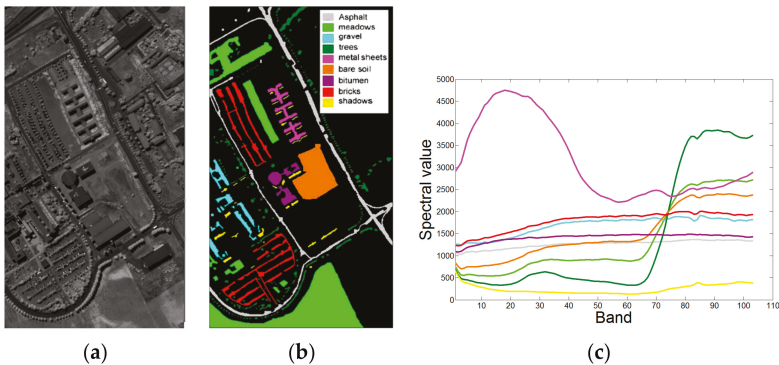 Asphalt
meadows
gravel
trees
metal sheets
bare soil
bitumen
bricks
shadows
Spectral value
5000
4500
4000
3500
3000
2500
2000
1500
1000
500
0
0 10 20 30 40 50 60 70 80 90 100 110
Band
(a) (b) (c)